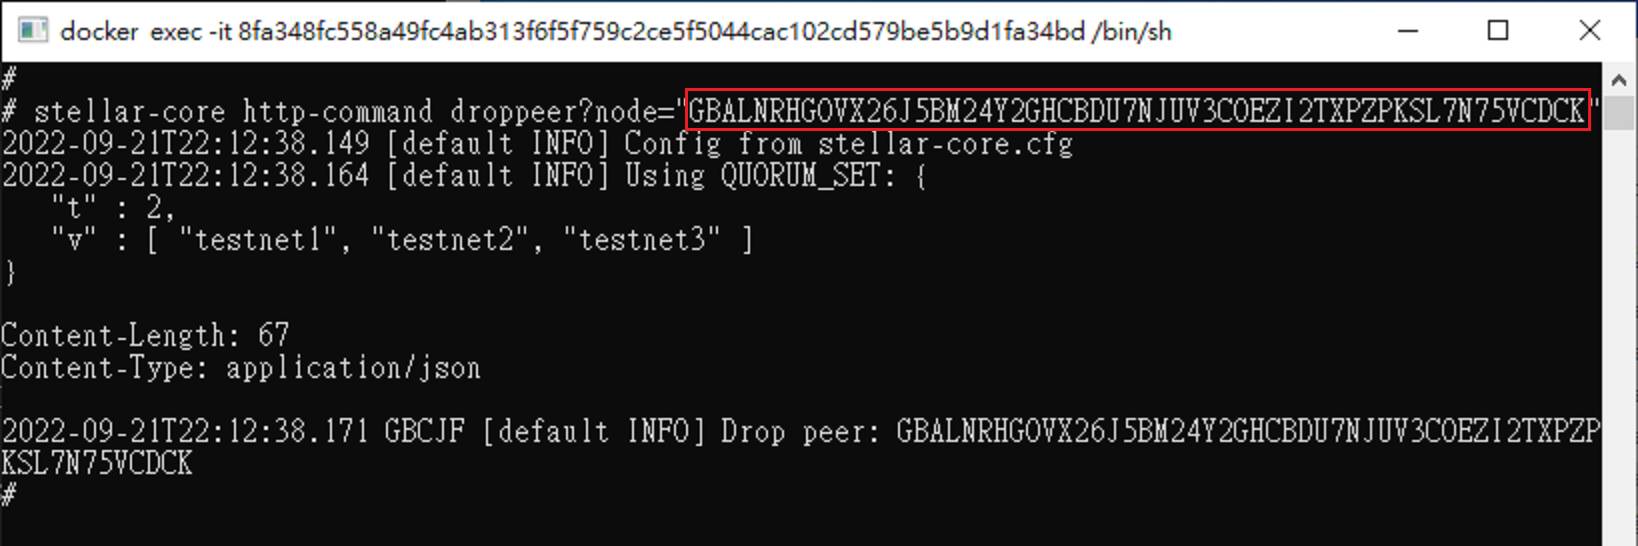 docker exec -it 8fa348fc558a49fc4ab313f6f5f759c2ce5f5044cac102cd579be5b9d1fa34bd /bin/sh
#
# stellar-core http-command droppeer?node="GBALNRHGOVX26J5BM24Y2GHCBDU7NJUV3COEZI2TXPZPKSL7N75VCDCK"
2022-09-21T22:12:38.149 [default INFO] Config from stellar-core.cfg
2022-09-21T22:12:38.164 [default INFO] Using QUORUM_SET: {
   "t" : 2,
   "v" : [ "testnet1", "testnet2", "testnet3" ]
}
Content-Length: 67
Content-Type: application/json
2022-09-21T22:12:38.171 GBCJF [default INFO] Drop peer: GBALNRHGOVX26J5BM24Y2GHCBDU7NJUV3COEZI2TXPZP
KSL7N75VCDCK
#